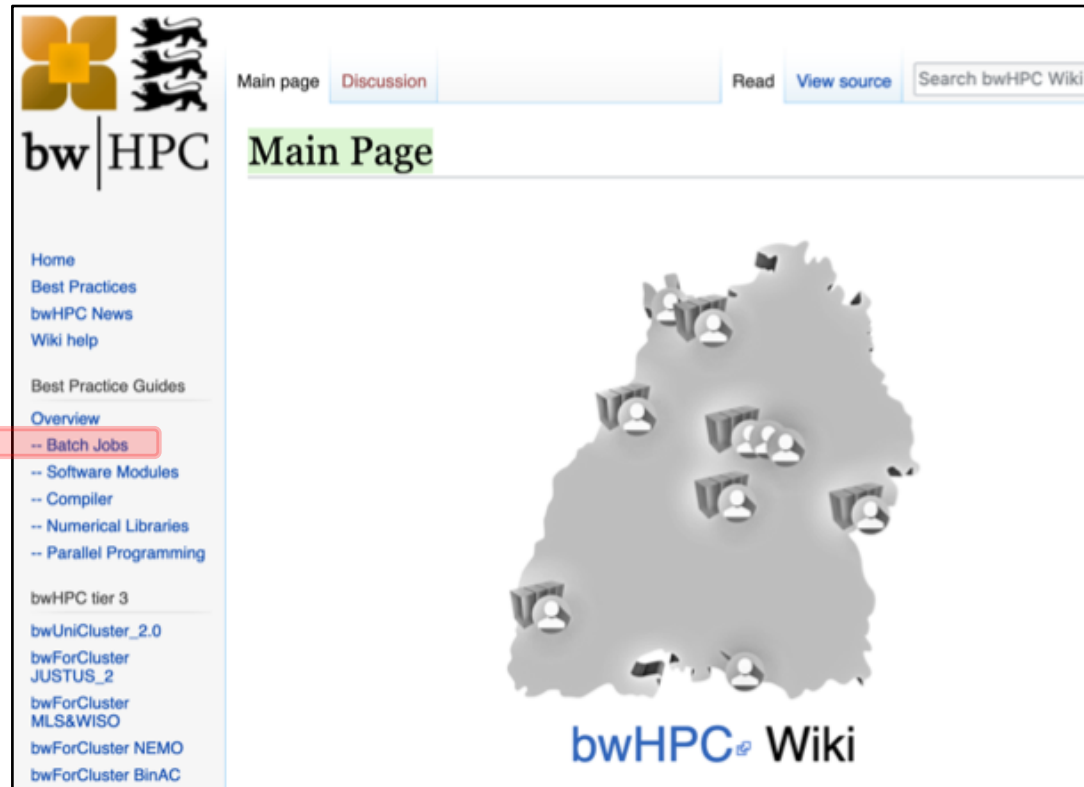 bw|HPC
Main page
Discussion
Read
View source
Search bwHPC Wiki
Main Page
Home
Best Practices
bwHPC News
Wiki help
Best Practice Guides
Overview
-- Batch Jobs
-- Software Modules
-- Compiler
-- Numerical Libraries
-- Parallel Programming
bwHPC tier 3
bwUniCluster_2.0
bwForCluster
JUSTUS_2
bwForCluster
MLS&WISO
bwForCluster NEMO
bwForCluster BinAC
bwHPC Wiki